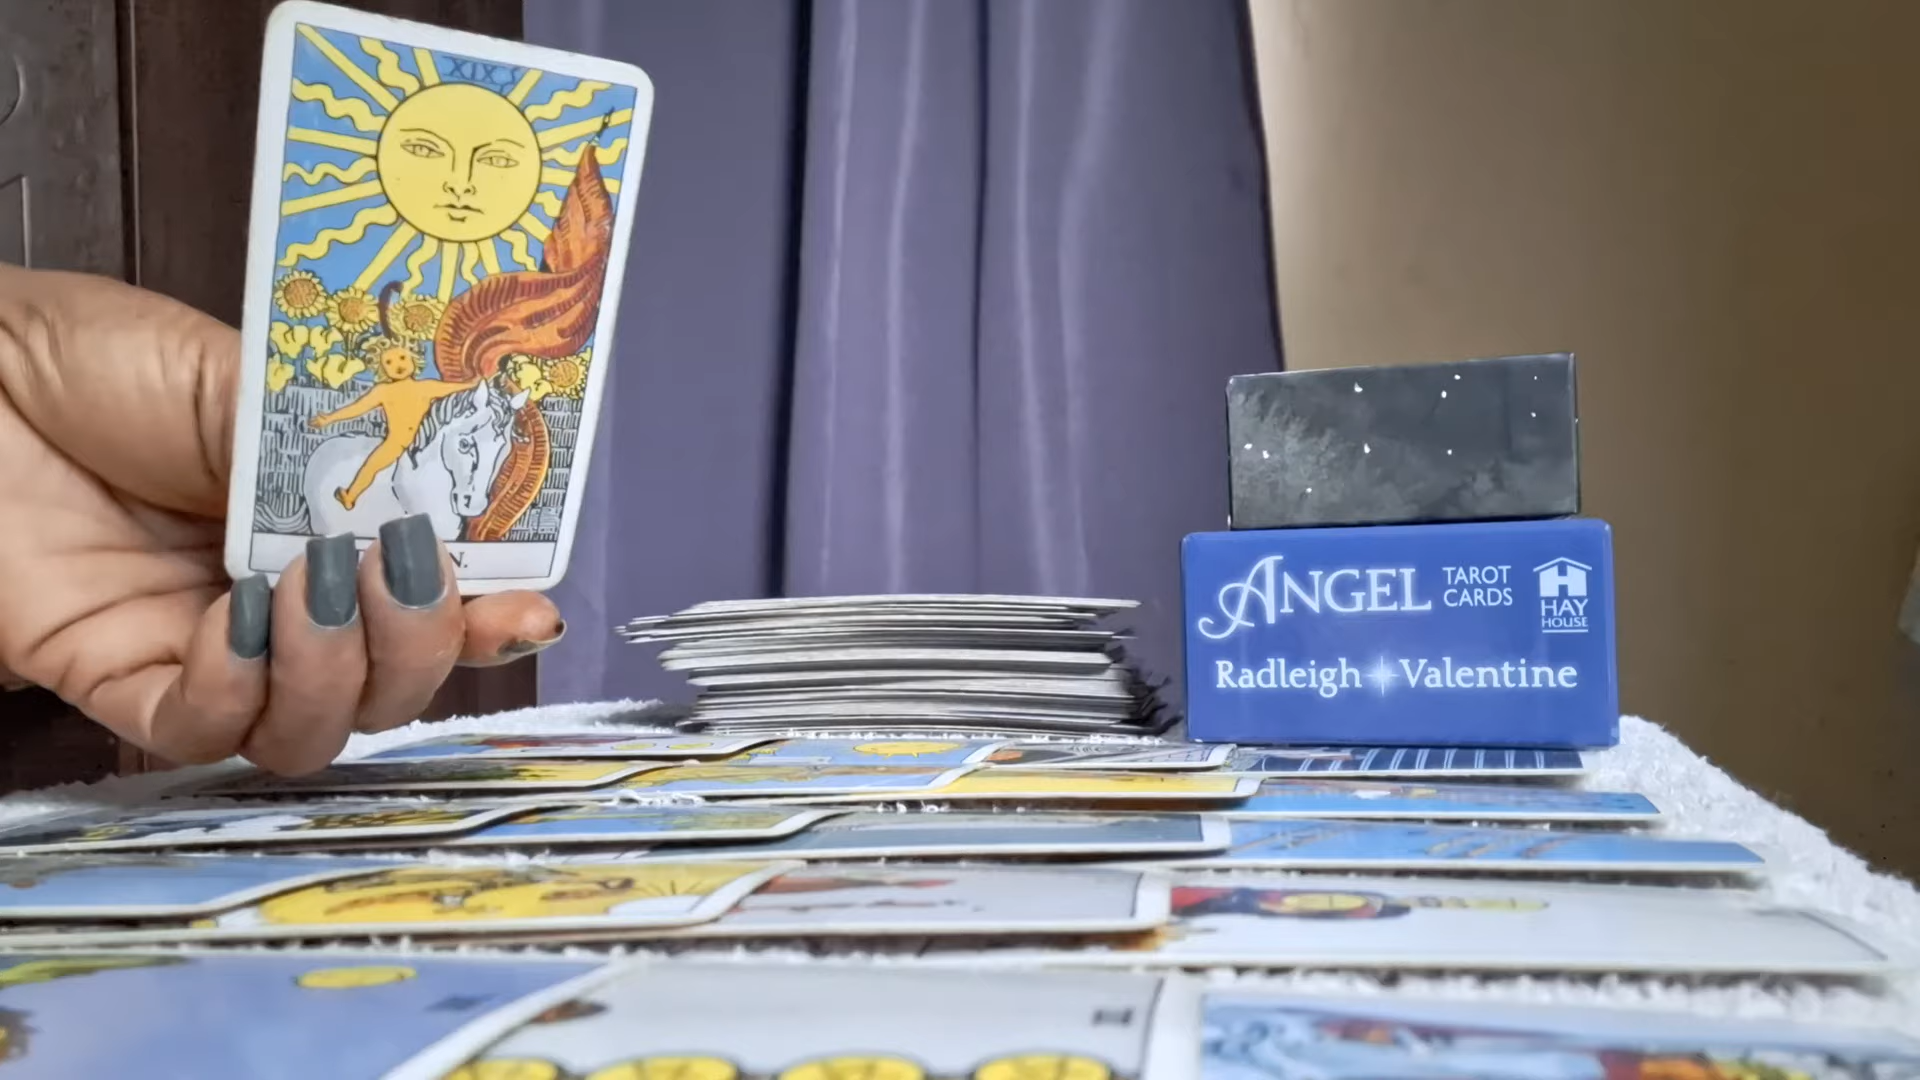 XIX
N.
ANGEL TAROT CARDS
HAY HOUSE
Radleigh Valentine